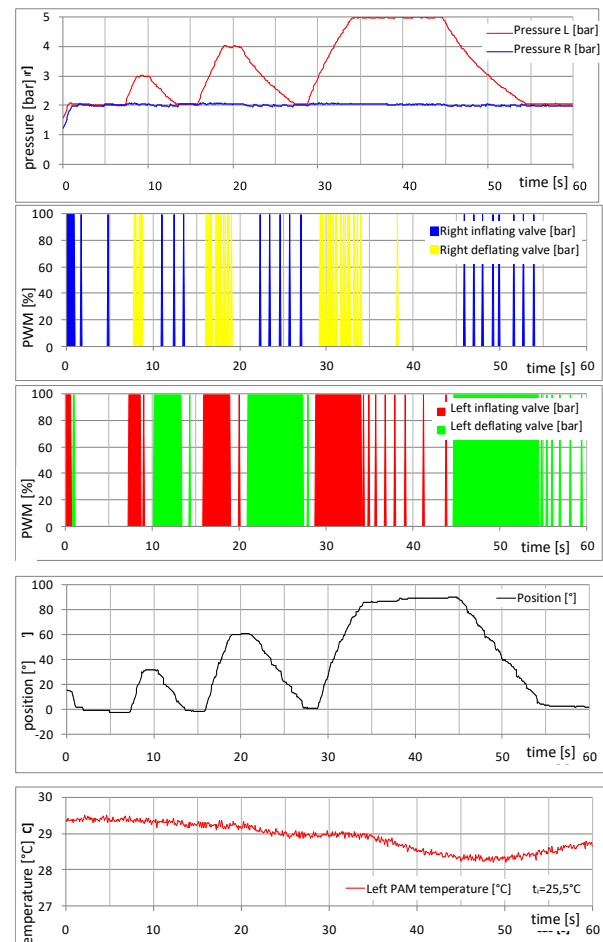 5
Pressure L [bar]
Pressure R [bar]
4
3
2
1
0
pressure [bar]
0 10 20 30 40 50 60
time [s]
100
80
60
40
20
0
PWM [%]
Right inflating valve [bar]
Right deflating valve [bar]
time [s]
0 10 20 30 40 50 60
100
80
60
40
20
0
PWM [%]
Left inflating valve [bar]
Left deflating valve [bar]
0 10 20 30 40 50 60
time [s]
100
80
60
40
20
0
-20
position [°]
Position [°]
time [s]
0 10 20 30 40 50 60
30
29
28
27
emperature [°C]
Left PAM temperature [°C] tᵢ=25,5°C
time [s]
0 10 20 30 40 50 60